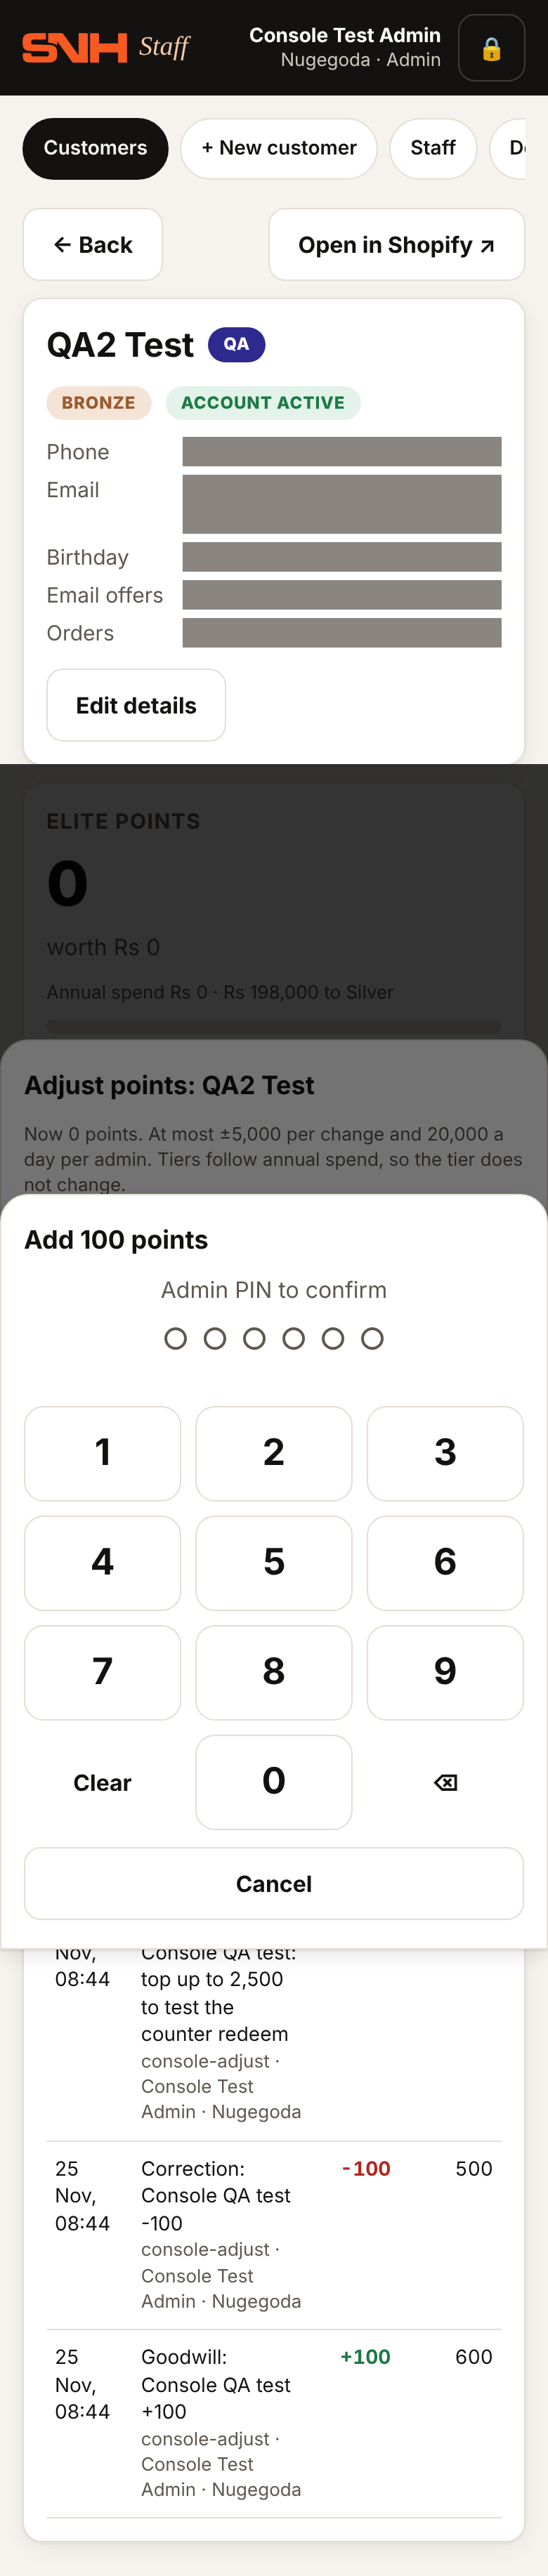 SNH Staff
Console Test Admin
Nugegoda · Admin
Customers
+ New customer
Staff
← Back
Open in Shopify ↗
QA2 Test QA
BRONZE ACCOUNT ACTIVE
Phone
Email
Birthday
Email offers
Orders
Edit details
ELITE POINTS
0
worth Rs 0
Annual spend Rs 0 · Rs 198,000 to Silver
Adjust points: QA2 Test
Now 0 points. At most ±5,000 per change and 20,000 a
day per admin. Tiers follow annual spend, so the tier does
not change.
Add 100 points
Admin PIN to confirm
1 2 3
4 5 6
7 8 9
Clear 0
Cancel
Nov,
08:44
Console QA test:
top up to 2,500
to test the
counter redeem
console-adjust ·
Console Test
Admin · Nugegoda
25
Nov,
08:44
Correction:
Console QA test
-100
console-adjust ·
Console Test
Admin · Nugegoda
-100
500
25
Nov,
08:44
Goodwill:
Console QA test
+100
console-adjust ·
Console Test
Admin · Nugegoda
+100
600